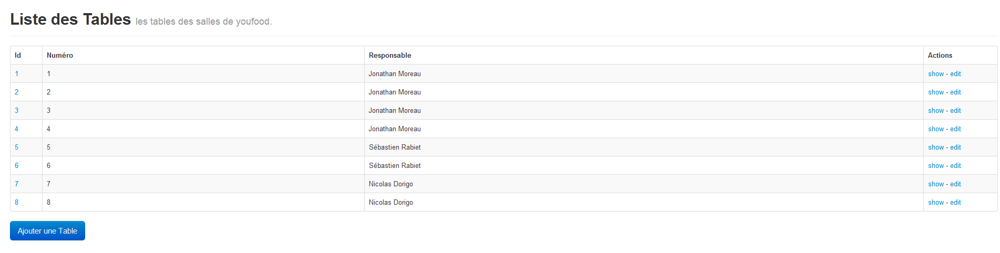 Liste des Tables les tables des salles de youfood.
Id Numéro Responsable Actions
1 1 Jonathan Moreau show - edit
2 2 Jonathan Moreau show - edit
3 3 Jonathan Moreau show - edit
4 4 Jonathan Moreau show - edit
5 5 Sébastien Rabiet show - edit
6 6 Sébastien Rabiet show - edit
7 7 Nicolas Dorigo show - edit
8 8 Nicolas Dorigo show - edit
Ajouter une Table